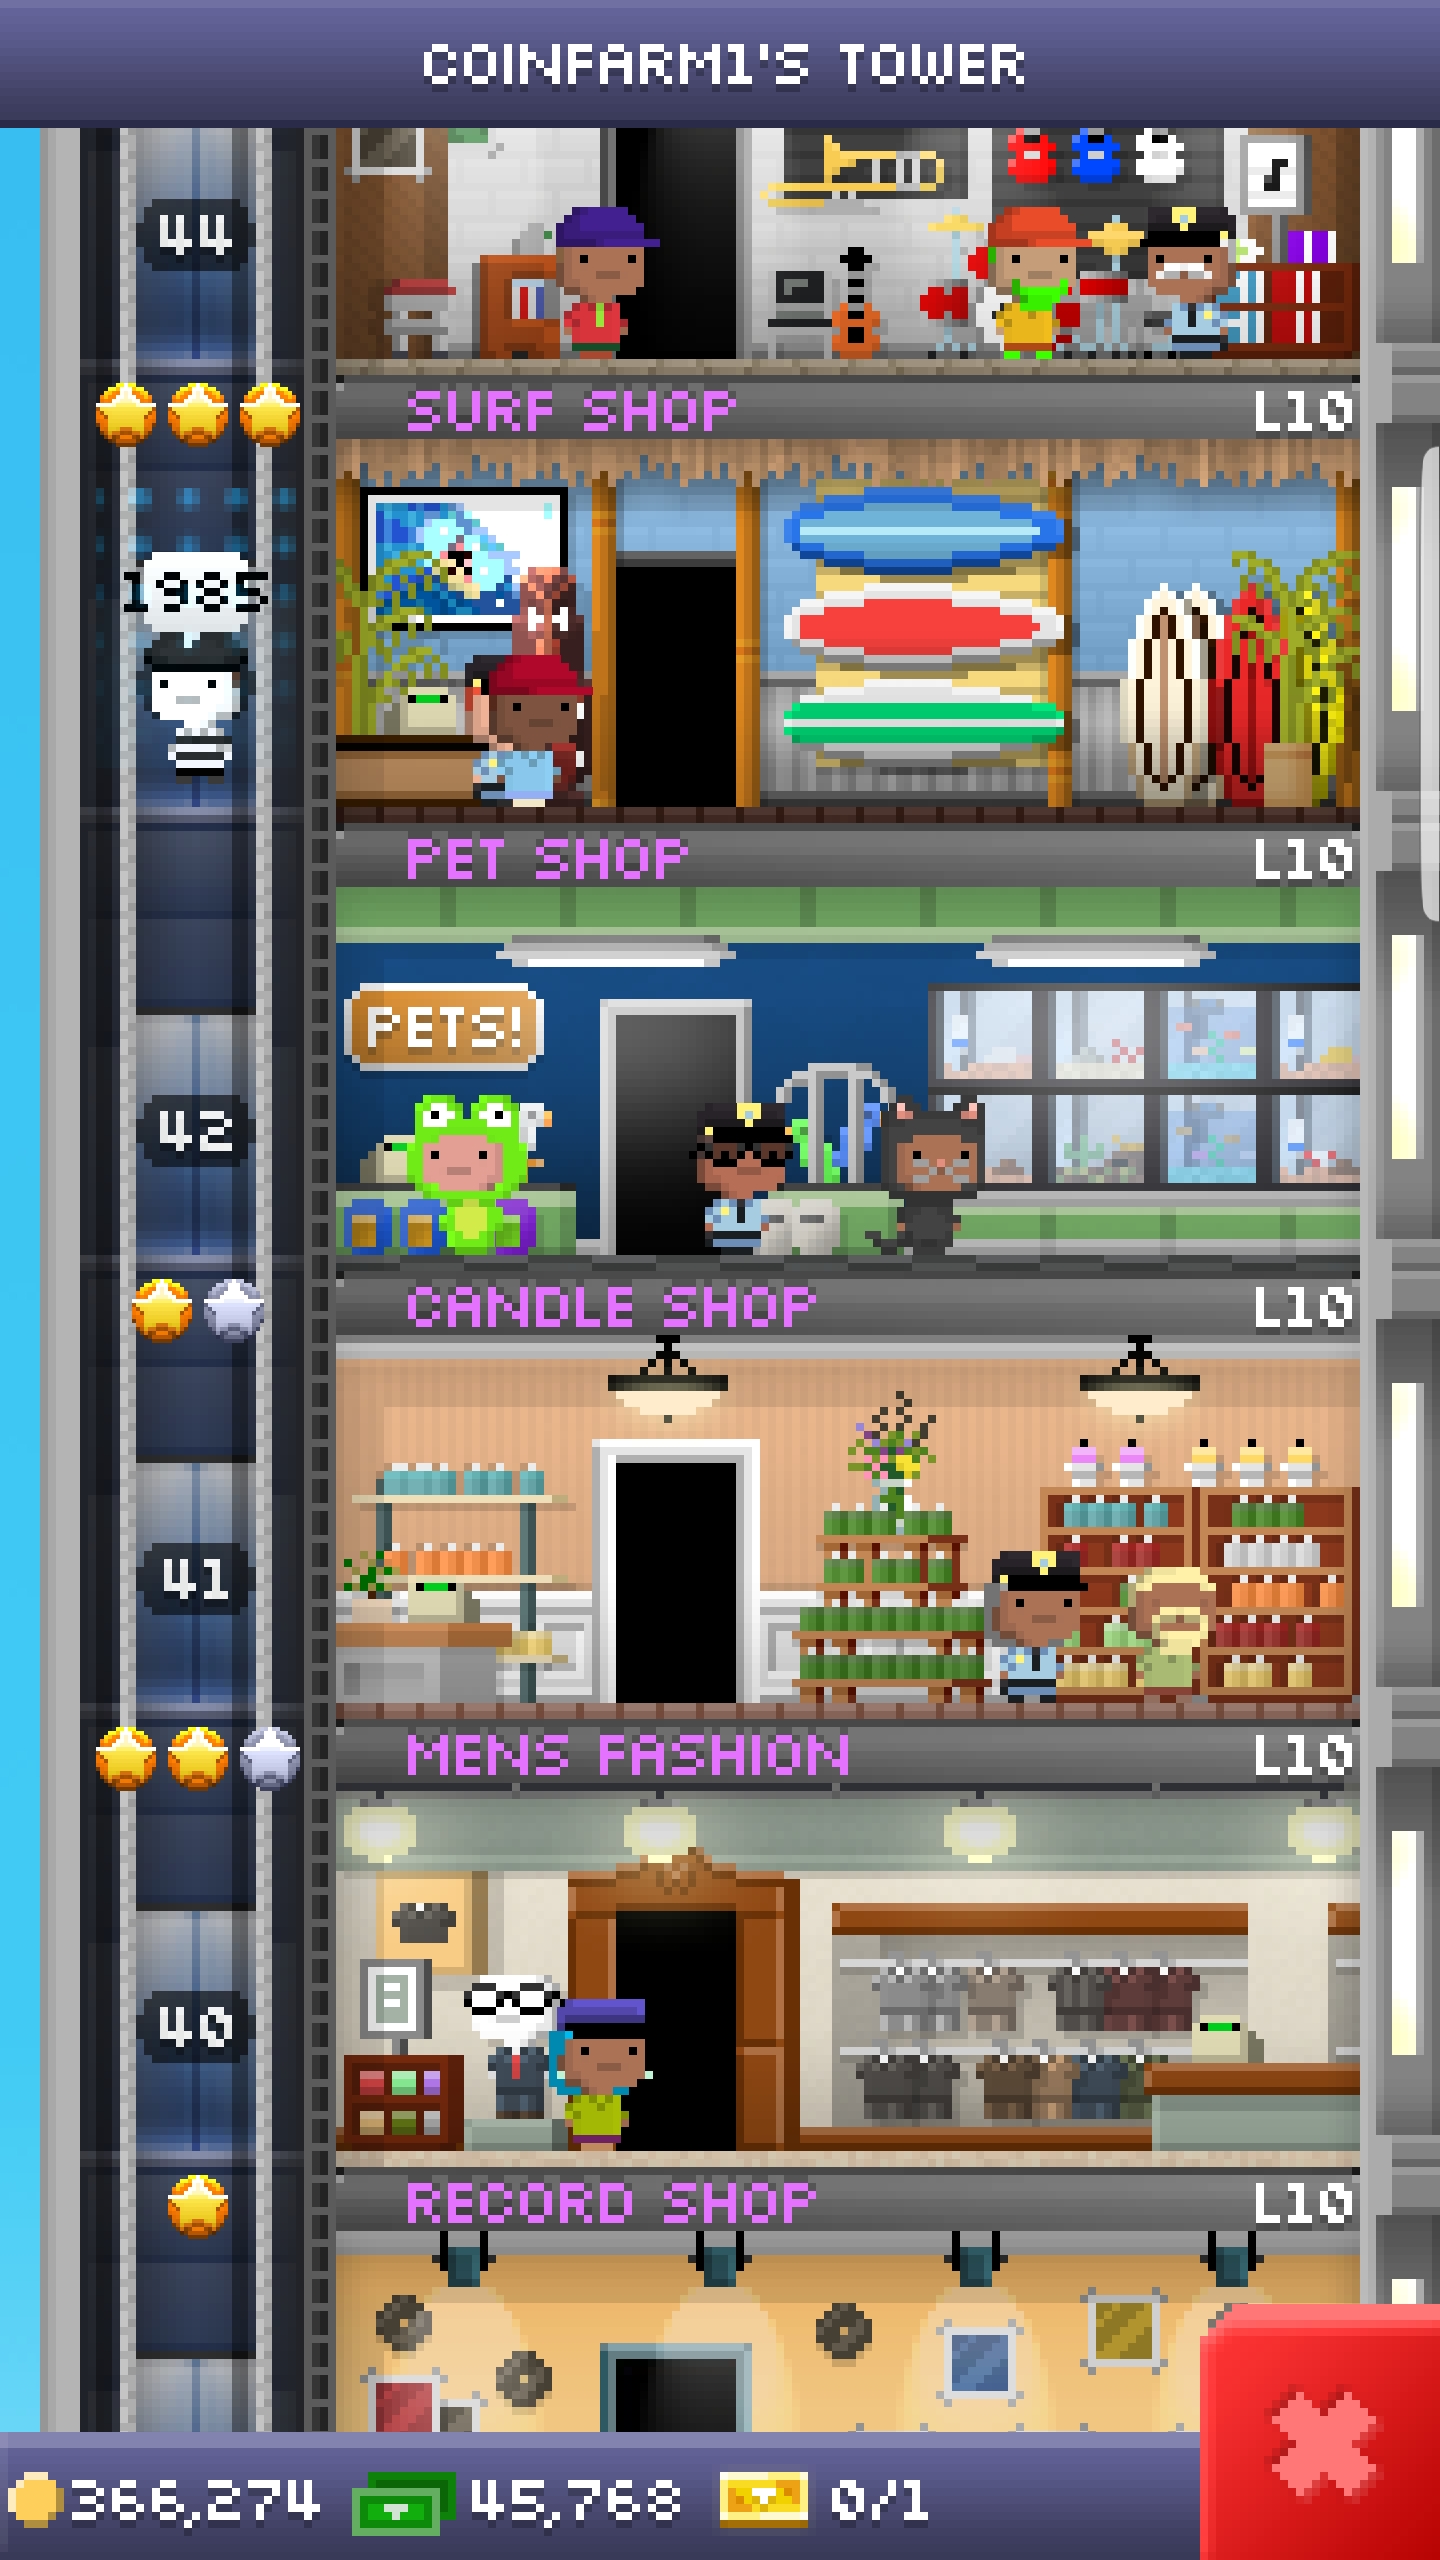 COINFARM1'S TOWER
44
SURF SHOP L10
1985
PET SHOP L10
PETS!
42
CANDLE SHOP L10
41
MENS FASHION L10
40
RECORD SHOP L10
366,274 45,768 0/1